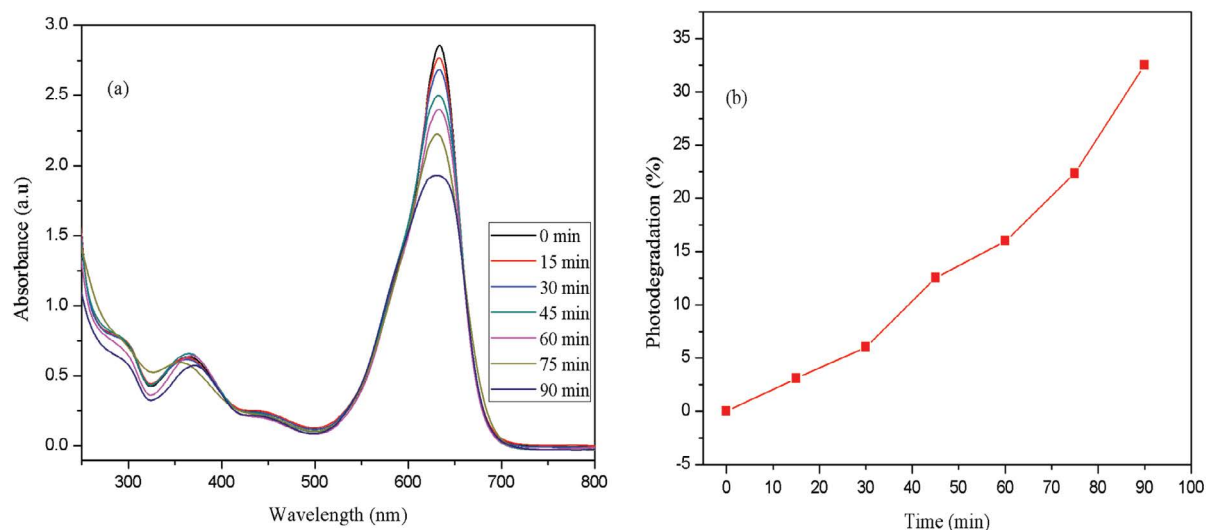 (a)
Absorbance (a.u)
3.0
2.5
2.0
1.5
1.0
0.5
0.0
300 400 500 600 700 800
Wavelength (nm)
0 min
15 min
30 min
45 min
60 min
75 min
90 min
(b)
Photodegradation (%)
35
30
25
20
15
10
5
0
-5
0 10 20 30 40 50 60 70 80 90 100
Time (min)